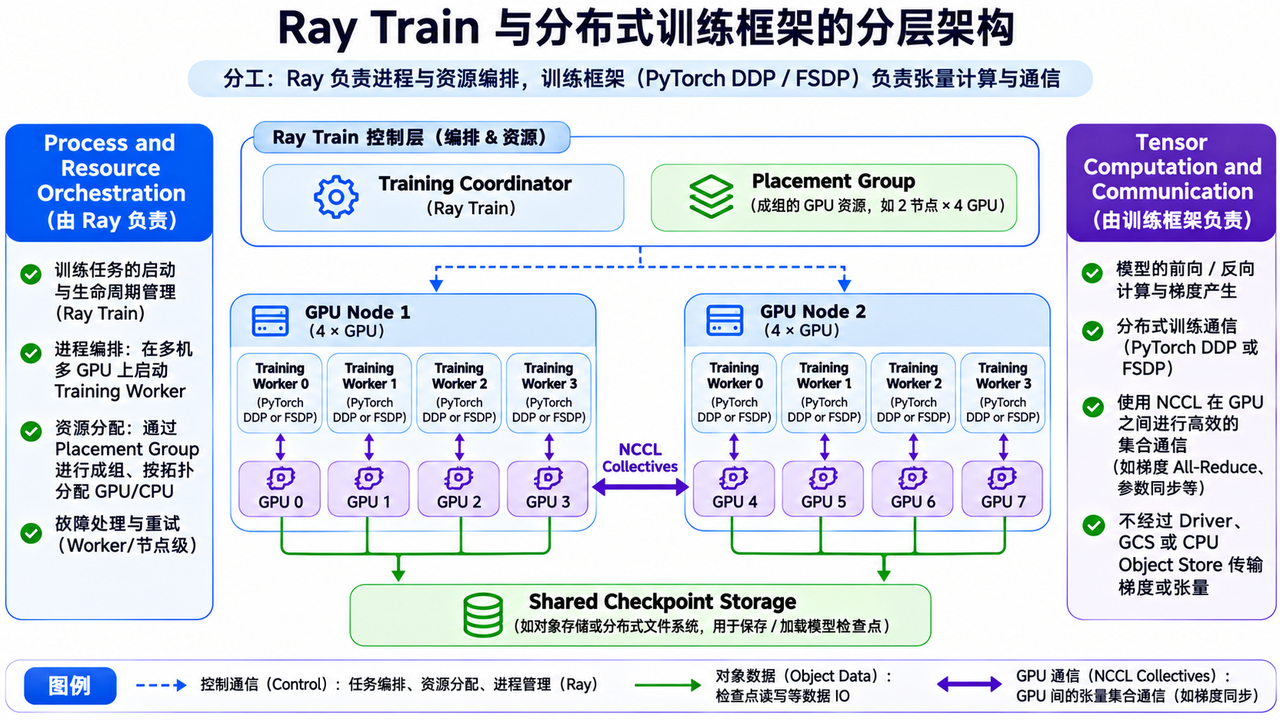 Ray Train 与分布式训练框架的分层架构
分工：Ray 负责进程与资源编排，训练框架（PyTorch DDP / FSDP）负责张量计算与通信
Process and
Resource
Orchestration
（由 Ray 负责）
训练任务的启动
与生命周期管理
（Ray Train）
进程编排：在多机
多 GPU 上启动
Training Worker
资源分配：通过
Placement Group
进行成组、按拓扑
分配 GPU/CPU
故障处理与重试
（Worker/节点级）
Ray Train 控制层（编排 & 资源）
Training Coordinator
（Ray Train）
Placement Group
（成组的 GPU 资源，如 2 节点 × 4 GPU）
GPU Node 1
（4 × GPU）
Training
Worker 0
（PyTorch
DDP or FSDP）
Training
Worker 1
（PyTorch
DDP or FSDP）
Training
Worker 2
（PyTorch
DDP or FSDP）
Training
Worker 3
（PyTorch
DDP or FSDP）
GPU 0
GPU 1
GPU 2
GPU 3
NCCL
Collectives
GPU Node 2
（4 × GPU）
Training
Worker 0
（PyTorch
DDP or FSDP）
Training
Worker 1
（PyTorch
DDP or FSDP）
Training
Worker 2
（PyTorch
DDP or FSDP）
Training
Worker 3
（PyTorch
DDP or FSDP）
GPU 4
GPU 5
GPU 6
GPU 7
Shared Checkpoint Storage
（如对象存储或分布式文件系统，用于保存 / 加载模型检查点）
Tensor
Computation and
Communication
（由训练框架负责）
模型的前向 / 反向
计算与梯度产生
分布式训练通信
（PyTorch DDP 或
FSDP）
使用 NCCL 在 GPU
之间进行高效的
集合通信
（如梯度 All-Reduce、
参数同步等）
不经过 Driver、
GCS 或 CPU
Object Store 传输
梯度或张量
图例
控制通信（Control）：任务编排、资源分配、进程管理（Ray）
对象数据（Object Data）：
检查点读写等数据 IO
GPU 通信（NCCL Collectives）：
GPU 间的张量集合通信（如梯度同步）